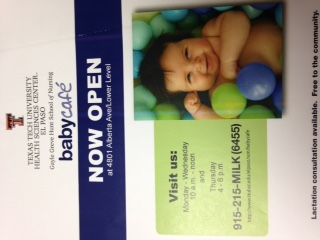 TEXAS TECH UNIVERSITY
HEALTH SCIENCES CENTER.
EL PASO
Gayle Greve Hunt School of Nursing
babycafé
NOW OPEN
at 4801 Alberta Ave/Lower Level
Visit us:
Monday - Wednesday
10 a.m. - noon
and
Thursday
4 - 6 p.m.
915-215-MILK(6455)
Lactation consultation available. Free to the community.